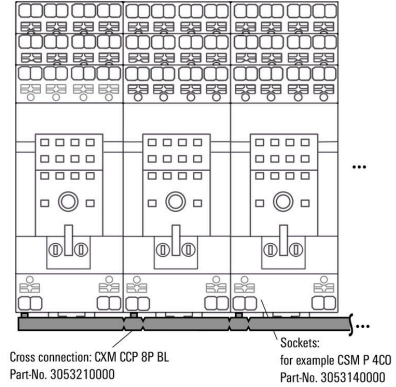 ...
...
Cross connection: CXM CCP 8P BL
Part-No. 3053210000
Sockets:
for example CSM P 4CO
Part-No. 3053140000